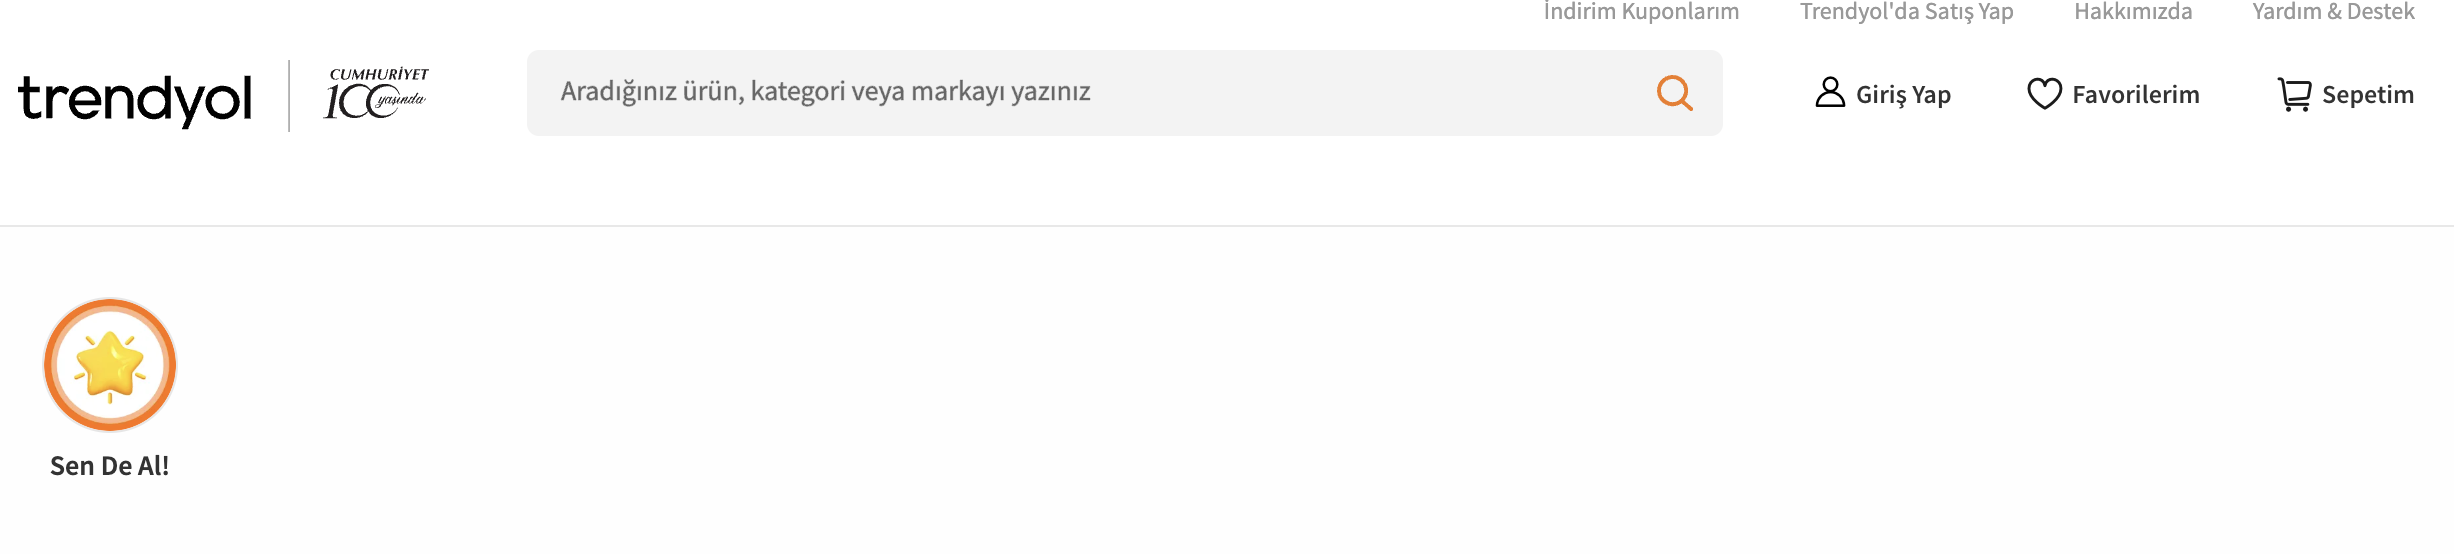 İndirim Kuponlarım Trendyol'da Satış Yap Hakkımızda Yardım & Destek
trendyol
CUMHURİYET
100 yaşında
Aradığınız ürün, kategori veya markayı yazınız
Giriş Yap
Favorilerim
Sepetim
Sen De Al!